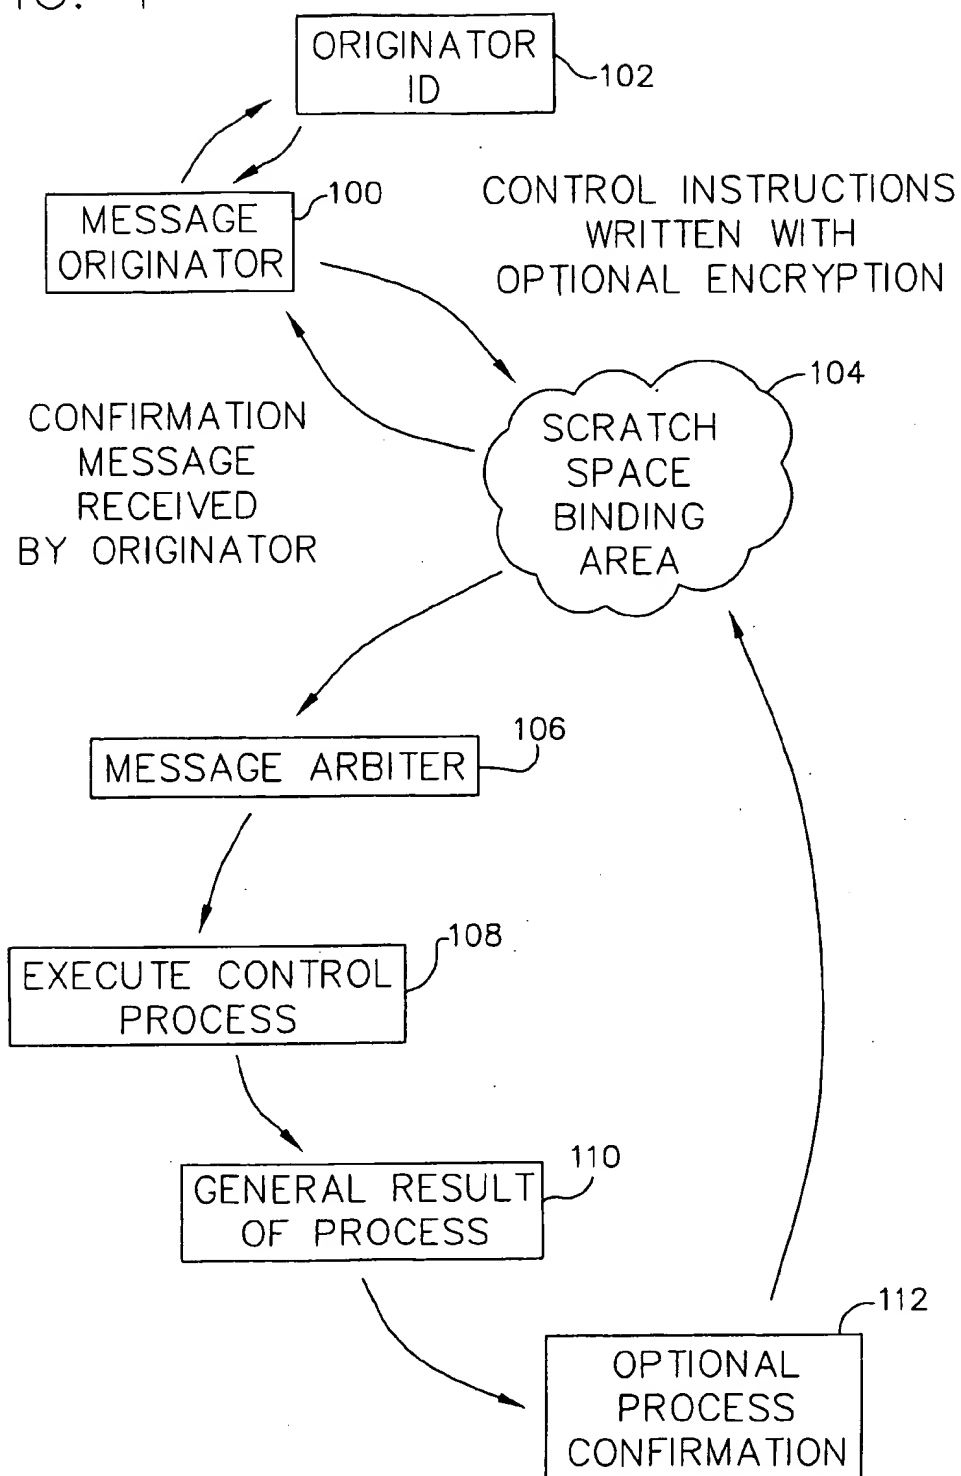 ORIGINATOR
ID
102
100
MESSAGE
ORIGINATOR
CONTROL INSTRUCTIONS
WRITTEN WITH
OPTIONAL ENCRYPTION
104
CONFIRMATION
MESSAGE
RECEIVED
BY ORIGINATOR
SCRATCH
SPACE
BINDING
AREA
106
MESSAGE ARBITER
108
EXECUTE CONTROL
PROCESS
110
GENERAL RESULT
OF PROCESS
112
OPTIONAL
PROCESS
CONFIRMATION